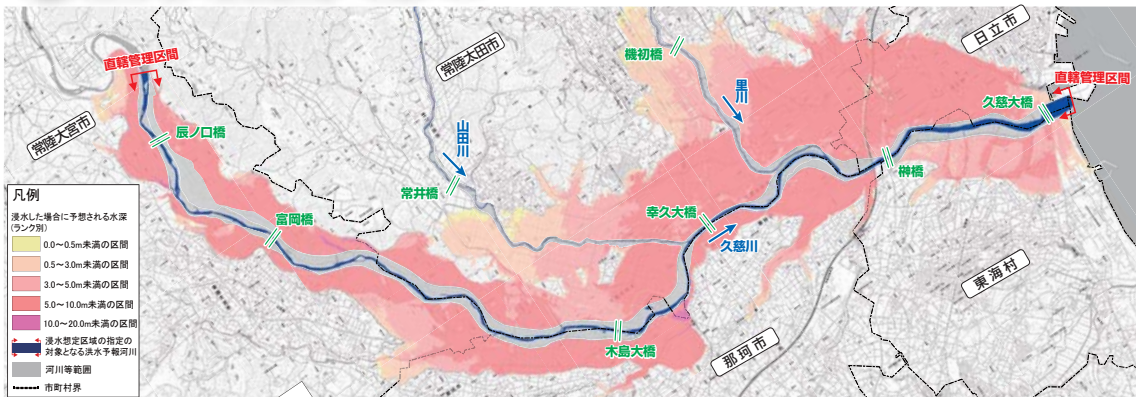 直轄管理区間
常陸大宮市
辰ノ口橋
富岡橋
常陸太田市
山田川
常井橋
機初橋
里川
幸久大橋
久慈川
木島大橋
那珂市
榊橋
日立市
直轄管理区間
久慈大橋
東海村
凡例
浸水した場合に予想される水深
(ランク別)
0.0～0.5m未満の区間
0.5～3.0m未満の区間
3.0～5.0m未満の区間
5.0～10.0m未満の区間
10.0～20.0m未満の区間
浸水想定区域の指定の
対象となる洪水予報河川
河川等範囲
市町村界